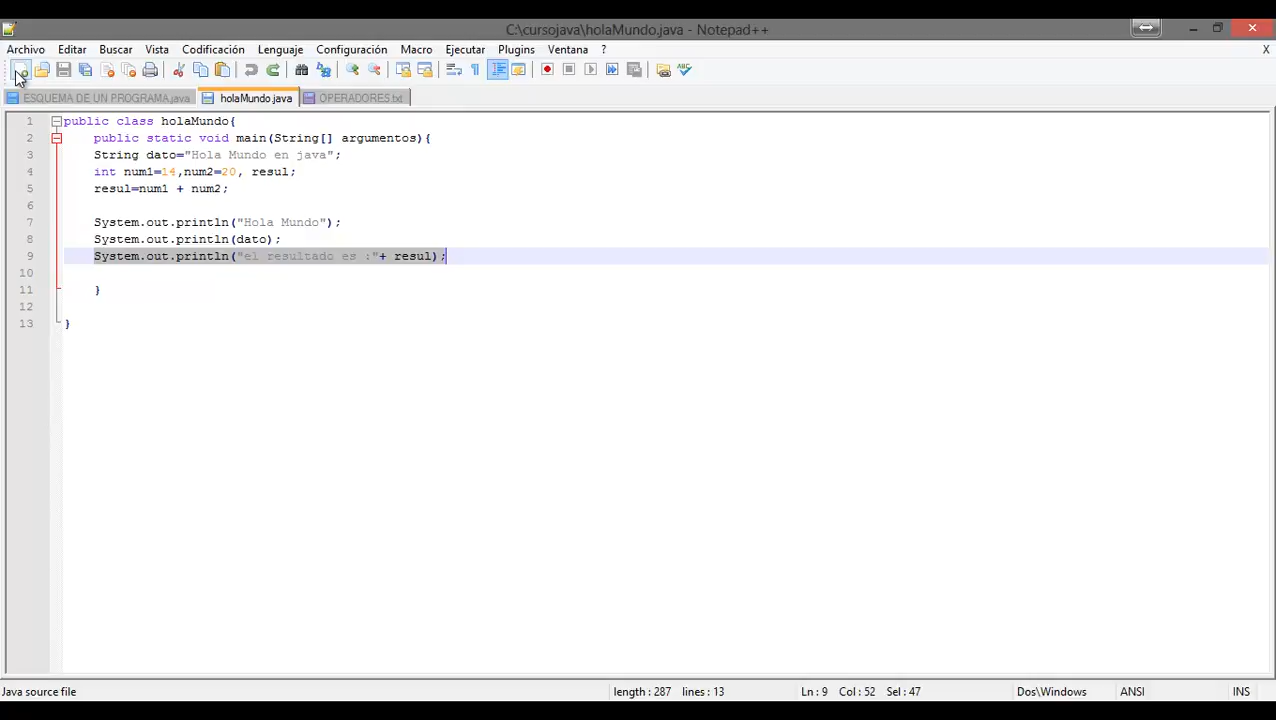 C:\cursojava\holaMundo.java - Notepad++
Archivo Editar Buscar Vista Codificación Lenguaje Configuración Macro Ejecutar Plugins Ventana ? X
ESQUEMA DE UN PROGRAMA.java holaMundo.java OPERADORES.txt
1 public class holaMundo{
2 public static void main(String[] argumentos){
3 String dato="Hola Mundo en java";
4 int num1=14,num2=20, resul;
5 resul=num1 + num2;
6
7 System.out.println("Hola Mundo");
8 System.out.println(dato);
9 System.out.println("el resultado es :"+ resul);
10
11 }
12
13 }
Java source file length : 287 lines : 13 Ln : 9 Col : 52 Sel : 47 Dos\Windows ANSI INS